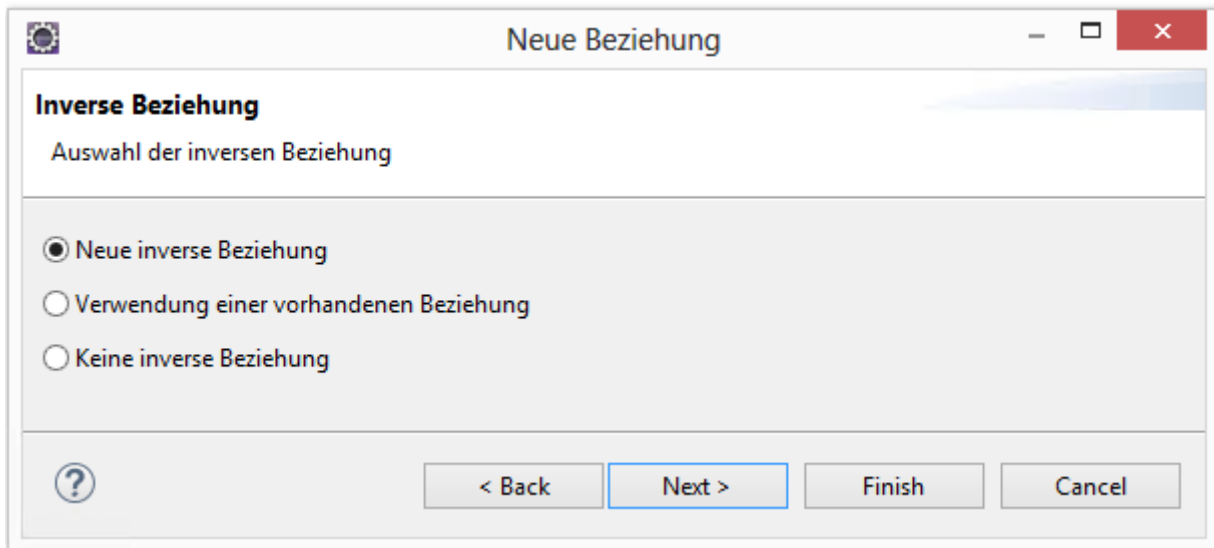 Neue Beziehung
Inverse Beziehung
Auswahl der inversen Beziehung
Neue inverse Beziehung
Verwendung einer vorhandenen Beziehung
Keine inverse Beziehung
? < Back Next > Finish Cancel